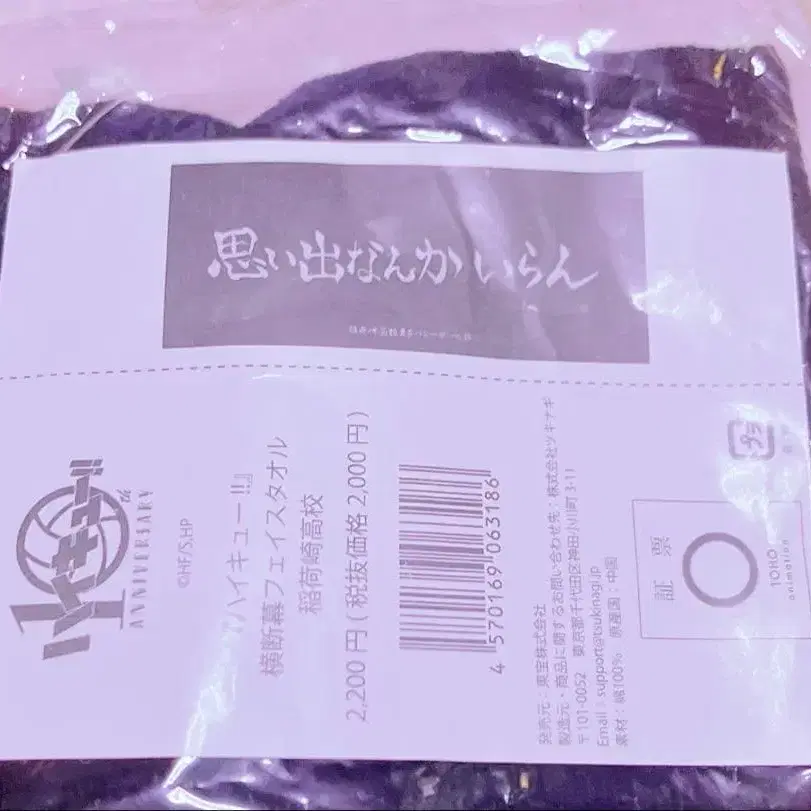 思い出なんかいらん
ハイキュー!!
10th
ANNIVERSARY
©HF/S,HP
『ハイキュー!!』
横断幕フェイスタオル
稲荷崎高校
2,200円(税抜価格2,000円)
4 570169 063186
発売元：東宝株式会社
製造元・商品に関するお問い合わせ先：株式会社ツキナギ
〒101-0052 東京都千代田区神田小川町3-11
Email：support@tsukinagi.jp
素材：綿100% 原産国：中国
プラ
証票
TOHO
animation